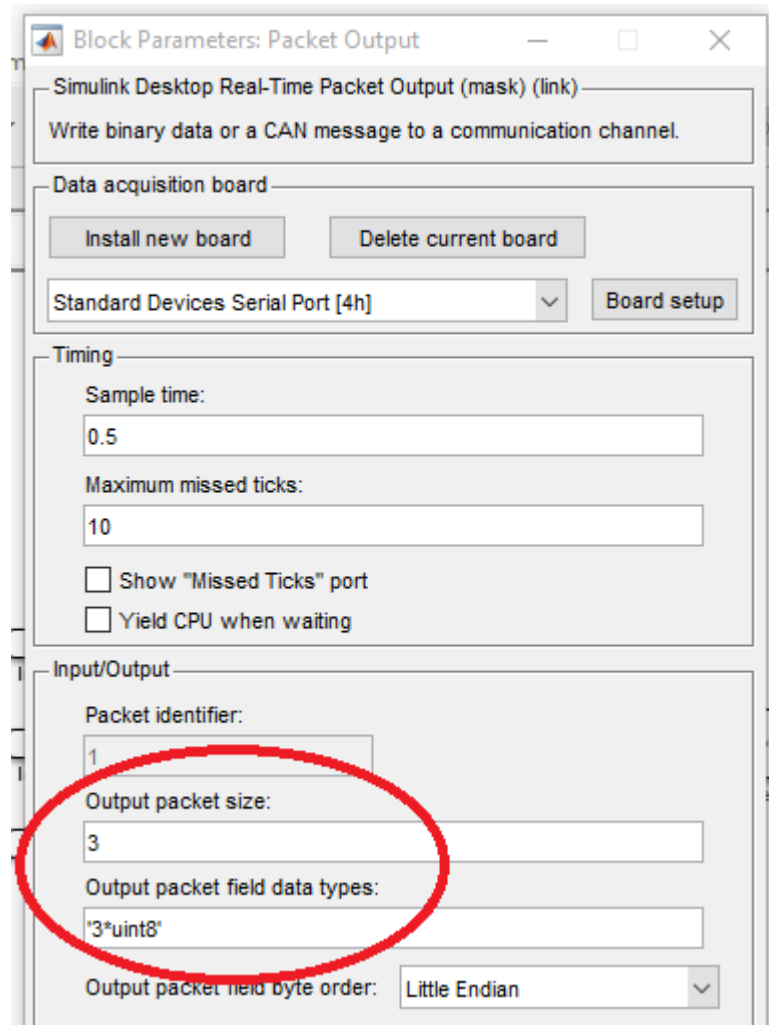 Block Parameters: Packet Output
Simulink Desktop Real-Time Packet Output (mask) (link)
Write binary data or a CAN message to a communication channel.
Data acquisition board
Install new board Delete current board
Standard Devices Serial Port [4h] Board setup
Timing
Sample time:
0.5
Maximum missed ticks:
10
Show "Missed Ticks" port
Yield CPU when waiting
Input/Output
Packet identifier:
1
Output packet size:
3
Output packet field data types:
'3*uint8'
Output packet field byte order: Little Endian